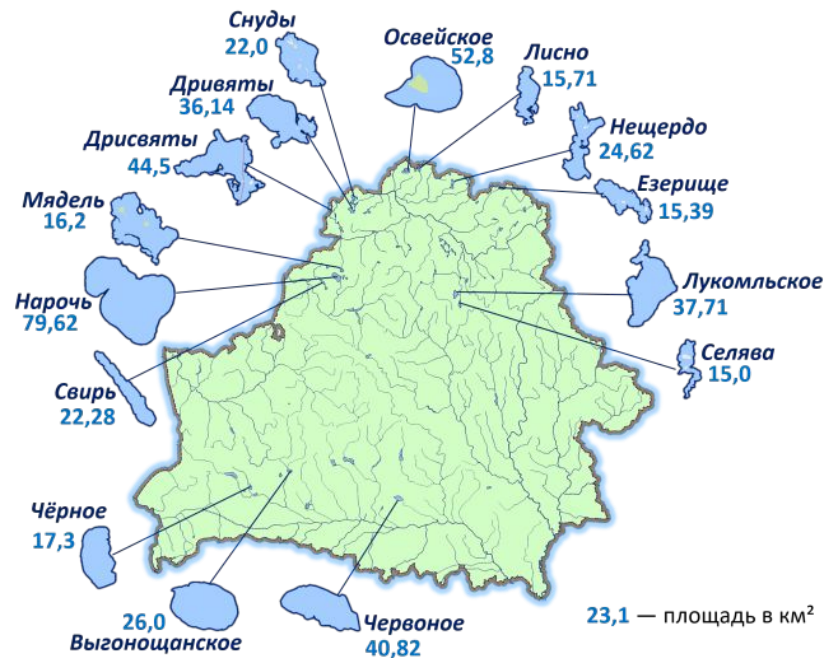 Снуды
22,0
Освейское
52,8
Лисно
15,71
Дривяты
36,14
Нещердо
24,62
Дрисвяты
44,5
Езерище
15,39
Мядель
16,2
Лукомльское
37,71
Нарочь
79,62
Селява
15,0
Свирь
22,28
Чёрное
17,3
26,0
Выгонощанское
Червоное
40,82
23,1 — площадь в км²